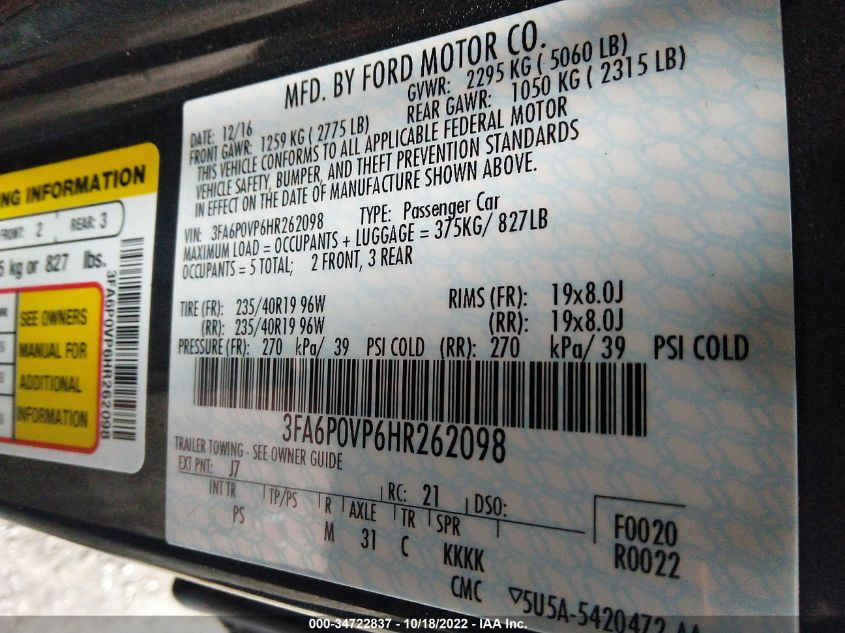 MFD. BY FORD MOTOR CO.
DATE: 12/16 GVWR: 2295 KG ( 5060 LB)
FRONT GAWR: 1259 KG ( 2775 LB) REAR GAWR: 1050 KG ( 2315 LB)
THIS VEHICLE CONFORMS TO ALL APPLICABLE FEDERAL MOTOR
VEHICLE SAFETY, BUMPER, AND THEFT PREVENTION STANDARDS
IN EFFECT ON THE DATE OF MANUFACTURE SHOWN ABOVE.
VIN: 3FA6P0VP6HR262098 TYPE: Passenger Car
MAXIMUM LOAD = OCCUPANTS + LUGGAGE = 375KG/ 827LB
OCCUPANTS = 5 TOTAL; 2 FRONT, 3 REAR
TIRE (FR): 235/40R19 96W RIMS (FR): 19x8.0J
(RR): 235/40R19 96W (RR): 19x8.0J
PRESSURE (FR): 270 kPa/ 39 PSI COLD (RR): 270 kPa/ 39 PSI COLD
3FA6P0VP6HR262098
TRAILER TOWING - SEE OWNER GUIDE
EXT PNT: J7 RC: 21 DSO:
INT TR TP/PS R AXLE TR SPR
PS M 31 C KKKK
CMC
F0020
R0022
5U5A-5420472
INFORMATION
FRONT: 2 REAR: 3
kg or 827 lbs.
SEE OWNERS
MANUAL FOR
ADDITIONAL
INFORMATION
3FA6P0VP6HR262098
000-34722837 - 10/18/2022 - IAA Inc.